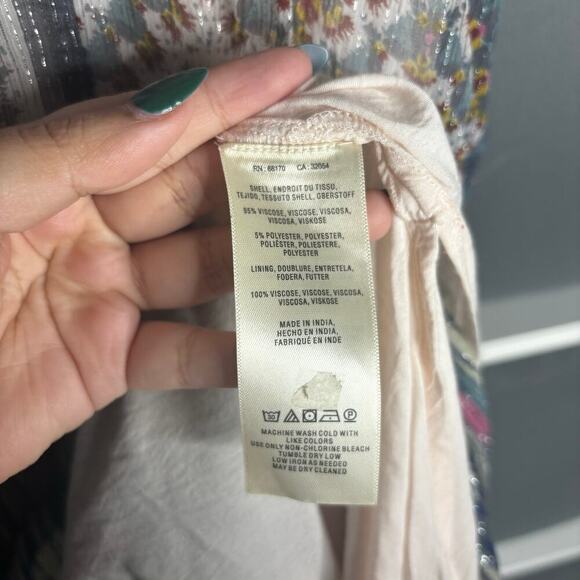 RN : 66170 CA : 32054
SHELL, ENDROIT DU TISSU,
TEJIDO, TESSUTO SHELL, OBERSTOFF
95% VISCOSE, VISCOSE, VISCOSA,
VISCOSA, VISKOSE
5% POLYESTER, POLYESTER,
POLIÉSTER, POLIESTERE,
POLYESTER
LINING, DOUBLURE, ENTRETELA,
FODERA, FUTTER
100% VISCOSE, VISCOSE, VISCOSA,
VISCOSA, VISKOSE
MADE IN INDIA,
HECHO EN INDIA,
FABRIQUÉ EN INDE
30 P
MACHINE WASH COLD WITH
LIKE COLORS
USE ONLY NON-CHLORINE BLEACH
TUMBLE DRY LOW
LOW IRON AS NEEDED
MAY BE DRY CLEANED